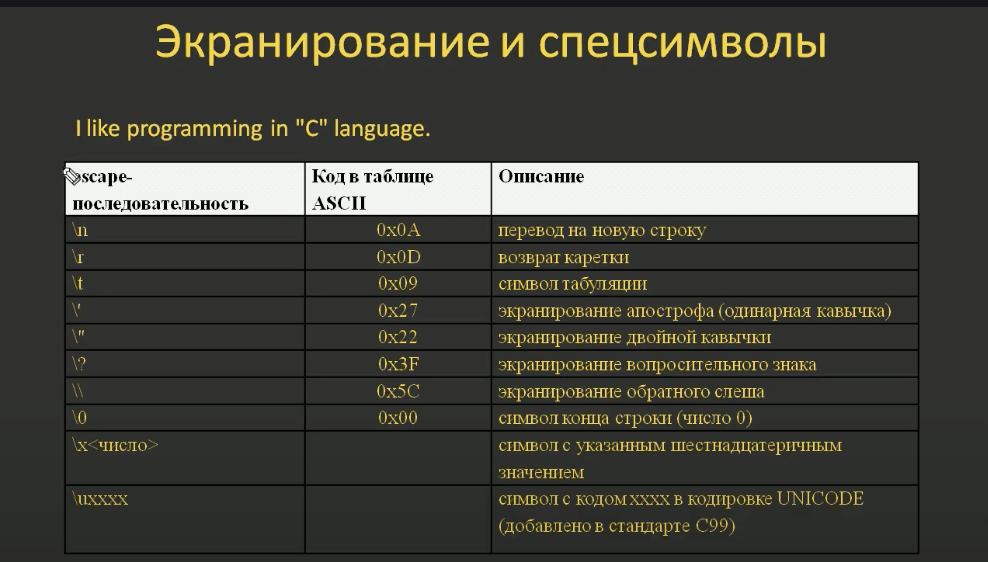 Экранирование и спецсимволы
I like programming in "C" language.
escape-
последовательность
Код в таблице
ASCII
Описание
\n 0x0A перевод на новую строку
\r 0x0D возврат каретки
\t 0x09 символ табуляции
\' 0x27 экранирование апострофа (одинарная кавычка)
\" 0x22 экранирование двойной кавычки
\? 0x3F экранирование вопросительного знака
\\ 0x5C экранирование обратного слеша
\0 0x00 символ конца строки (число 0)
\x<число> символ с указанным шестнадцатеричным
значением
\uxxxx символ с кодом xxxx в кодировке UNICODE
(добавлено в стандарте C99)